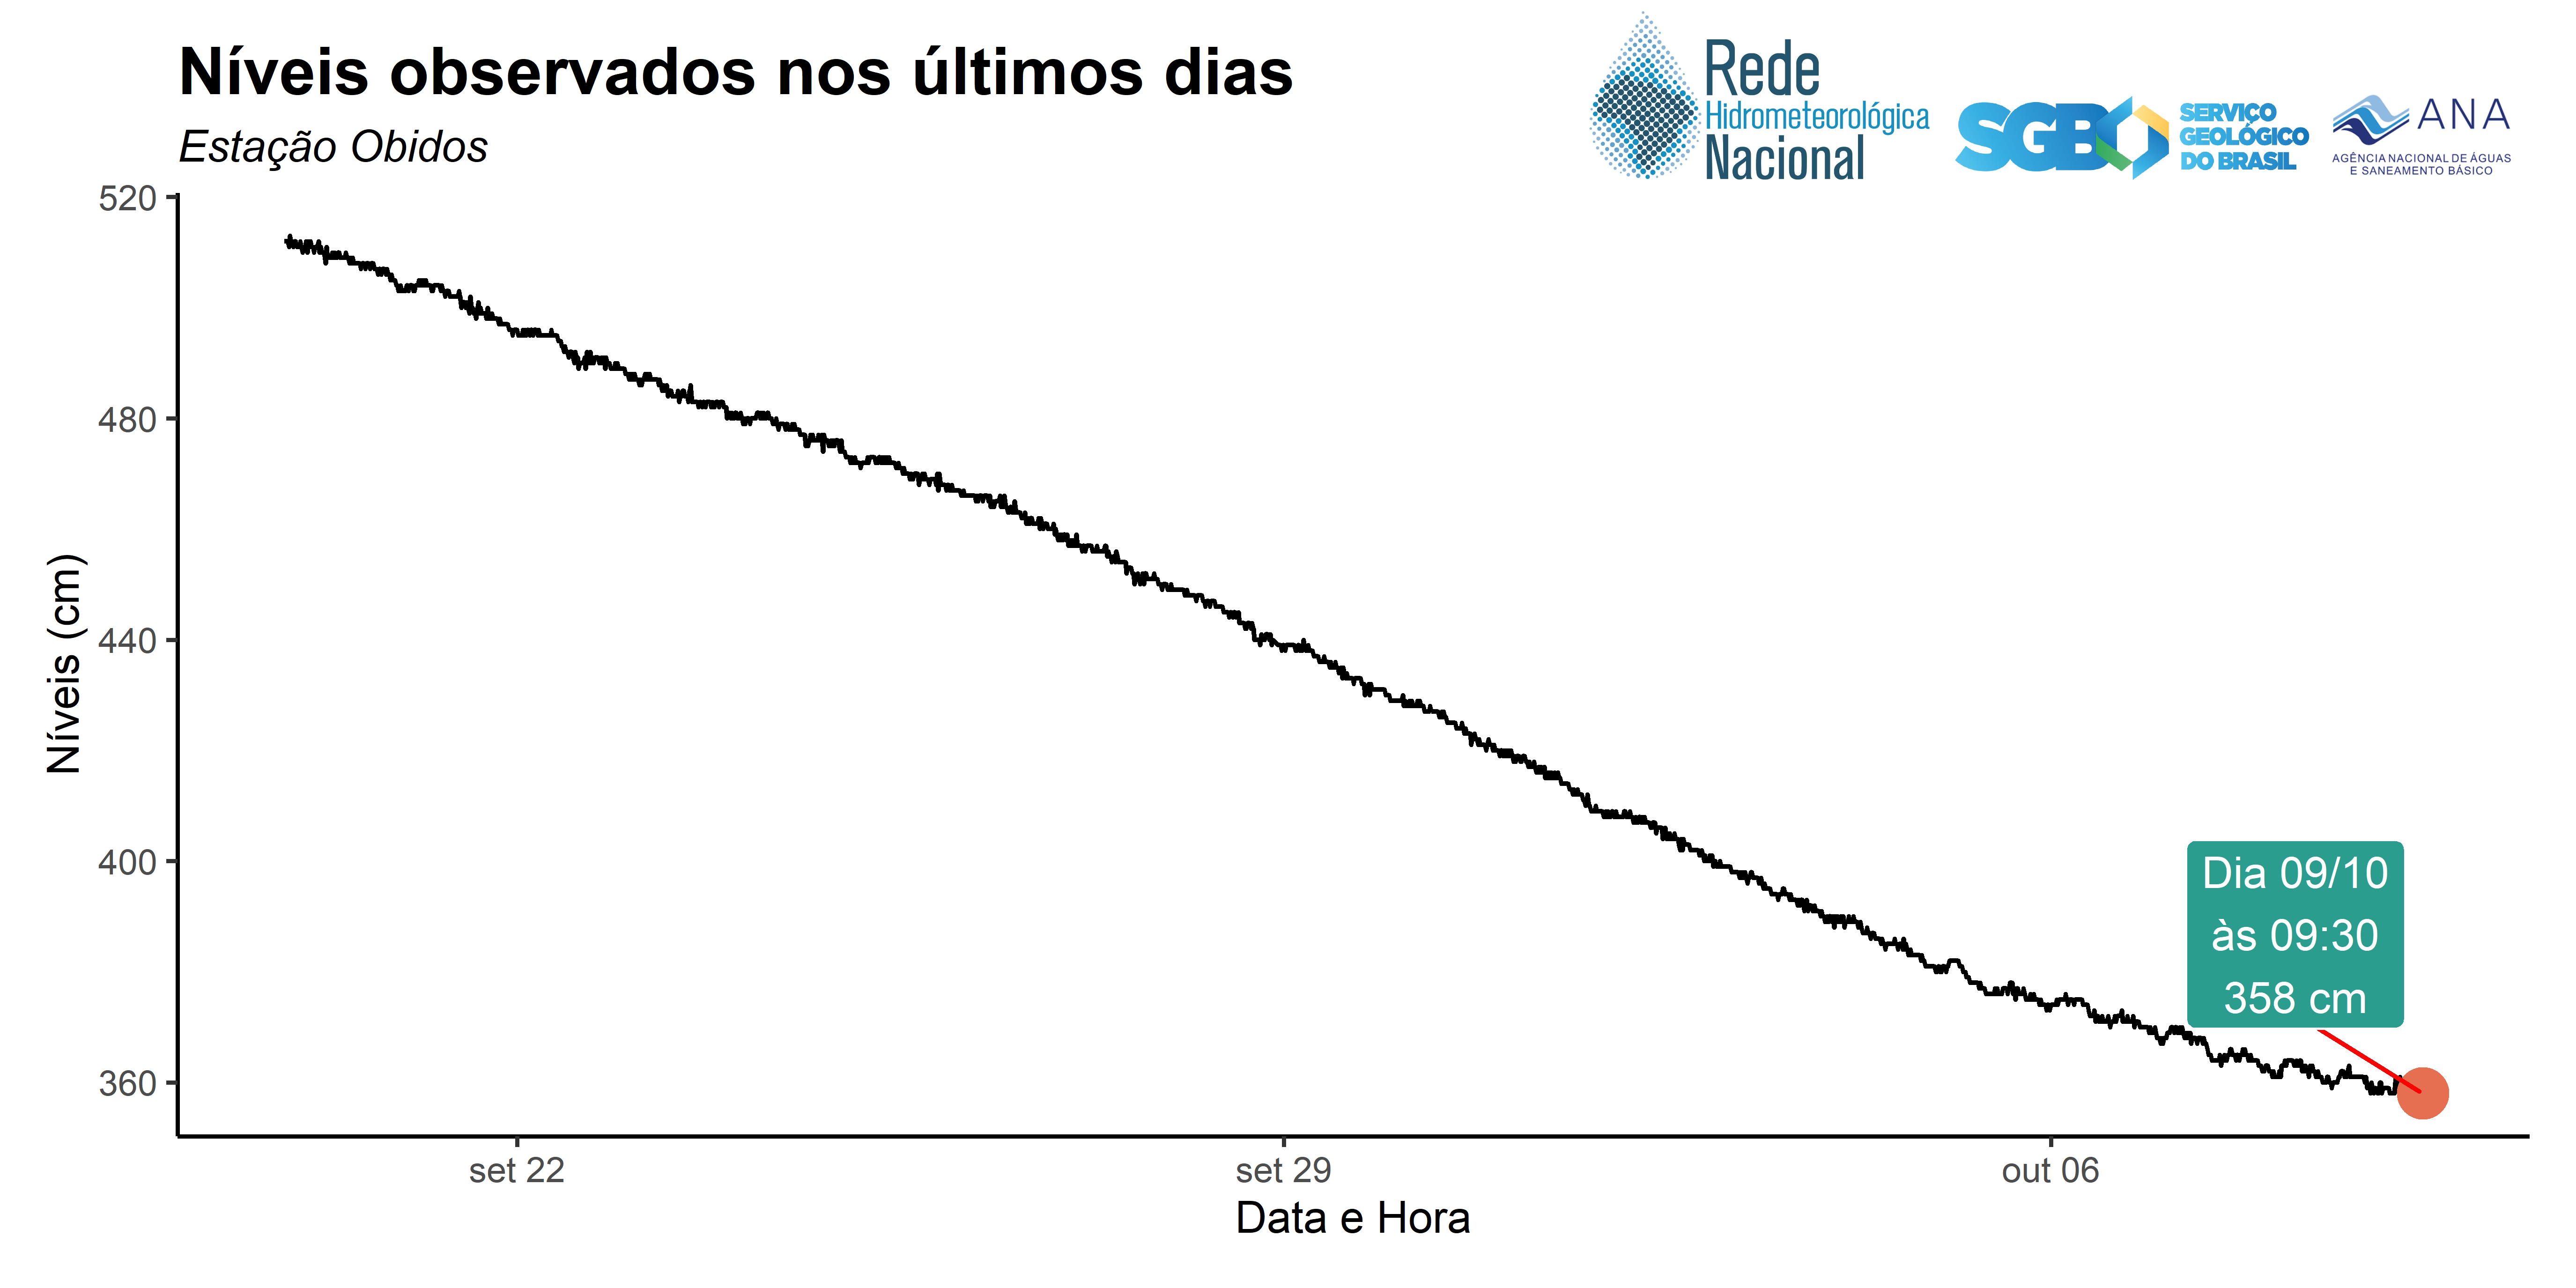 Níveis observados nos últimos dias
Estação Obidos
Rede
Hidrometeorológica
Nacional
SGB
SERVIÇO
GEOLÓGICO
DO BRASIL
ANA
AGÊNCIA NACIONAL DE ÁGUAS
E SANEAMENTO BÁSICO
520
480
440
400
360
Níveis (cm)
Dia 09/10
às 09:30
358 cm
set 22
set 29
out 06
Data e Hora